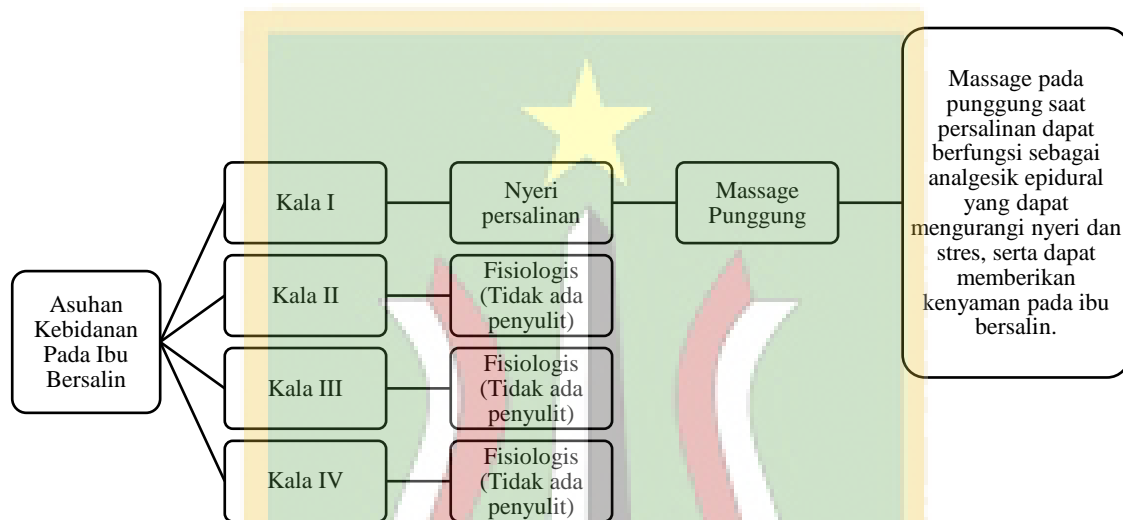 Asuhan
Kebidanan
Pada Ibu
Bersalin
Kala I
Nyeri
persalinan
Massage
Punggung
Massage pada
punggung saat
persalinan dapat
berfungsi sebagai
analgesik epidural
yang dapat
mengurangi nyeri dan
stres, serta dapat
memberikan
kenyaman pada ibu
bersalin.
Kala II
Fisiologis
(Tidak ada
penyulit)
Kala III
Fisiologis
(Tidak ada
penyulit)
Kala IV
Fisiologis
(Tidak ada
penyulit)